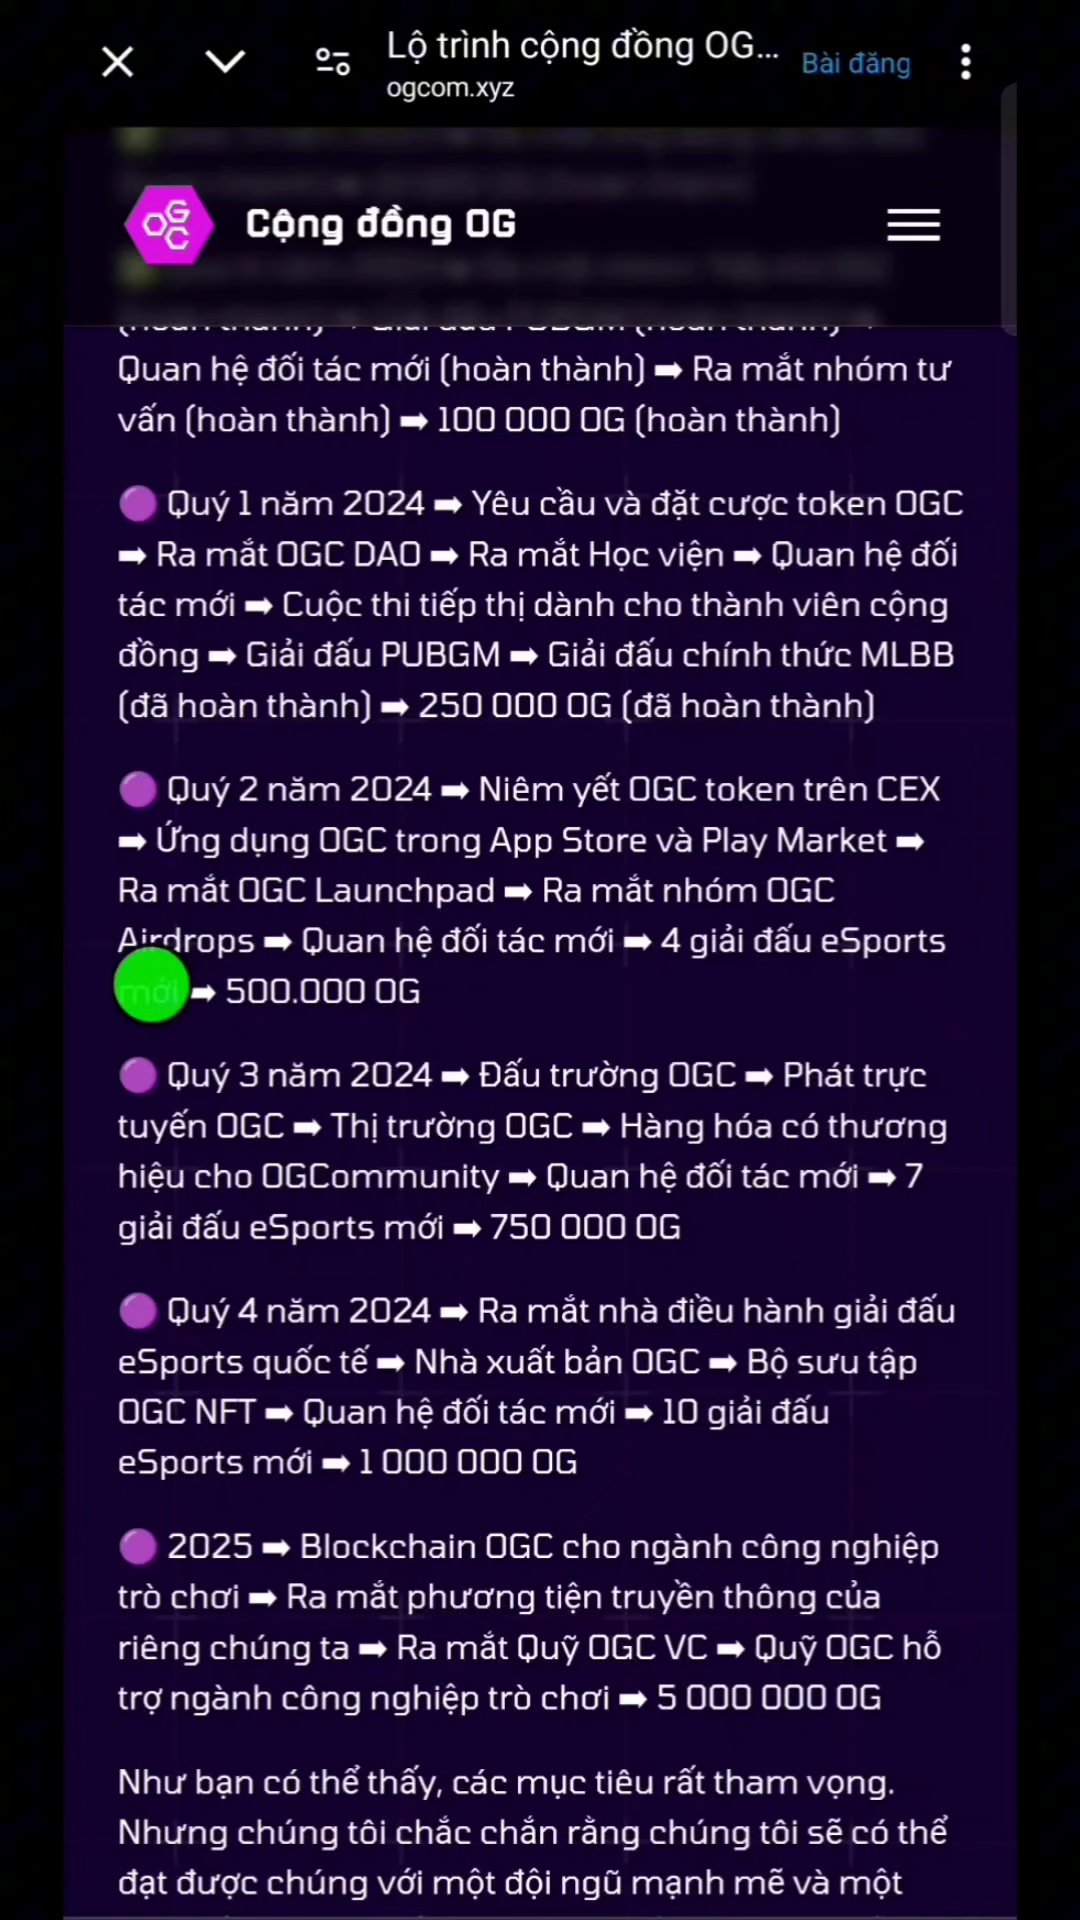 Lộ trình cộng đồng OG...
ogcom.xyz
Bài đăng
Cộng đồng OG
Quan hệ đối tác mới (hoàn thành) ➡ Ra mắt nhóm tư
vấn (hoàn thành) ➡ 100 000 OG (hoàn thành)
🟣 Quý 1 năm 2024 ➡ Yêu cầu và đặt cược token OGC
➡ Ra mắt OGC DAO ➡ Ra mắt Học viện ➡ Quan hệ đối
tác mới ➡ Cuộc thi tiếp thị dành cho thành viên cộng
đồng ➡ Giải đấu PUBGM ➡ Giải đấu chính thức MLBB
(đã hoàn thành) ➡ 250 000 OG (đã hoàn thành)
🟣 Quý 2 năm 2024 ➡ Niêm yết OGC token trên CEX
➡ Ứng dụng OGC trong App Store và Play Market ➡
Ra mắt OGC Launchpad ➡ Ra mắt nhóm OGC
Airdrops ➡ Quan hệ đối tác mới ➡ 4 giải đấu eSports
mới ➡ 500.000 OG
🟣 Quý 3 năm 2024 ➡ Đấu trường OGC ➡ Phát trực
tuyến OGC ➡ Thị trường OGC ➡ Hàng hóa có thương
hiệu cho OGCommunity ➡ Quan hệ đối tác mới ➡ 7
giải đấu eSports mới ➡ 750 000 OG
🟣 Quý 4 năm 2024 ➡ Ra mắt nhà điều hành giải đấu
eSports quốc tế ➡ Nhà xuất bản OGC ➡ Bộ sưu tập
OGC NFT ➡ Quan hệ đối tác mới ➡ 10 giải đấu
eSports mới ➡ 1 000 000 OG
🟣 2025 ➡ Blockchain OGC cho ngành công nghiệp
trò chơi ➡ Ra mắt phương tiện truyền thông của
riêng chúng ta ➡ Ra mắt Quỹ OGC VC ➡ Quỹ OGC hỗ
trợ ngành công nghiệp trò chơi ➡ 5 000 000 OG
Như bạn có thể thấy, các mục tiêu rất tham vọng.
Nhưng chúng tôi chắc chắn rằng chúng tôi sẽ có thể
đạt được chúng với một đội ngũ mạnh mẽ và một